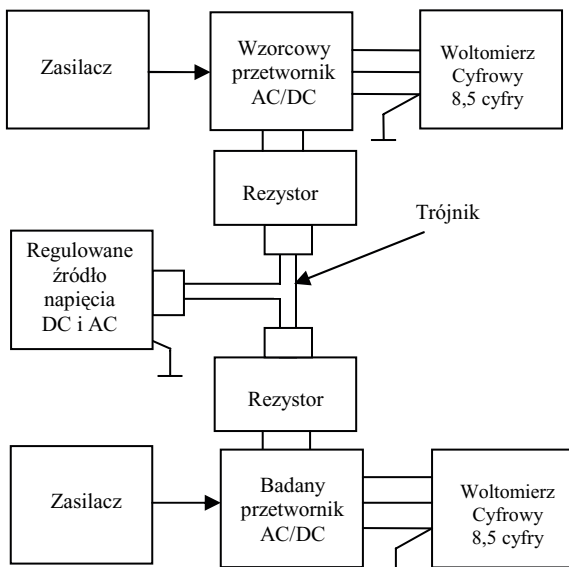 Zasilacz
Wzorcowy
przetwornik
AC/DC
Woltomierz
Cyfrowy
8,5 cyfry
Rezystor
Trójnik
Regulowane
źródło
napięcia
DC i AC
Rezystor
Zasilacz
Badany
przetwornik
AC/DC
Woltomierz
Cyfrowy
8,5 cyfry